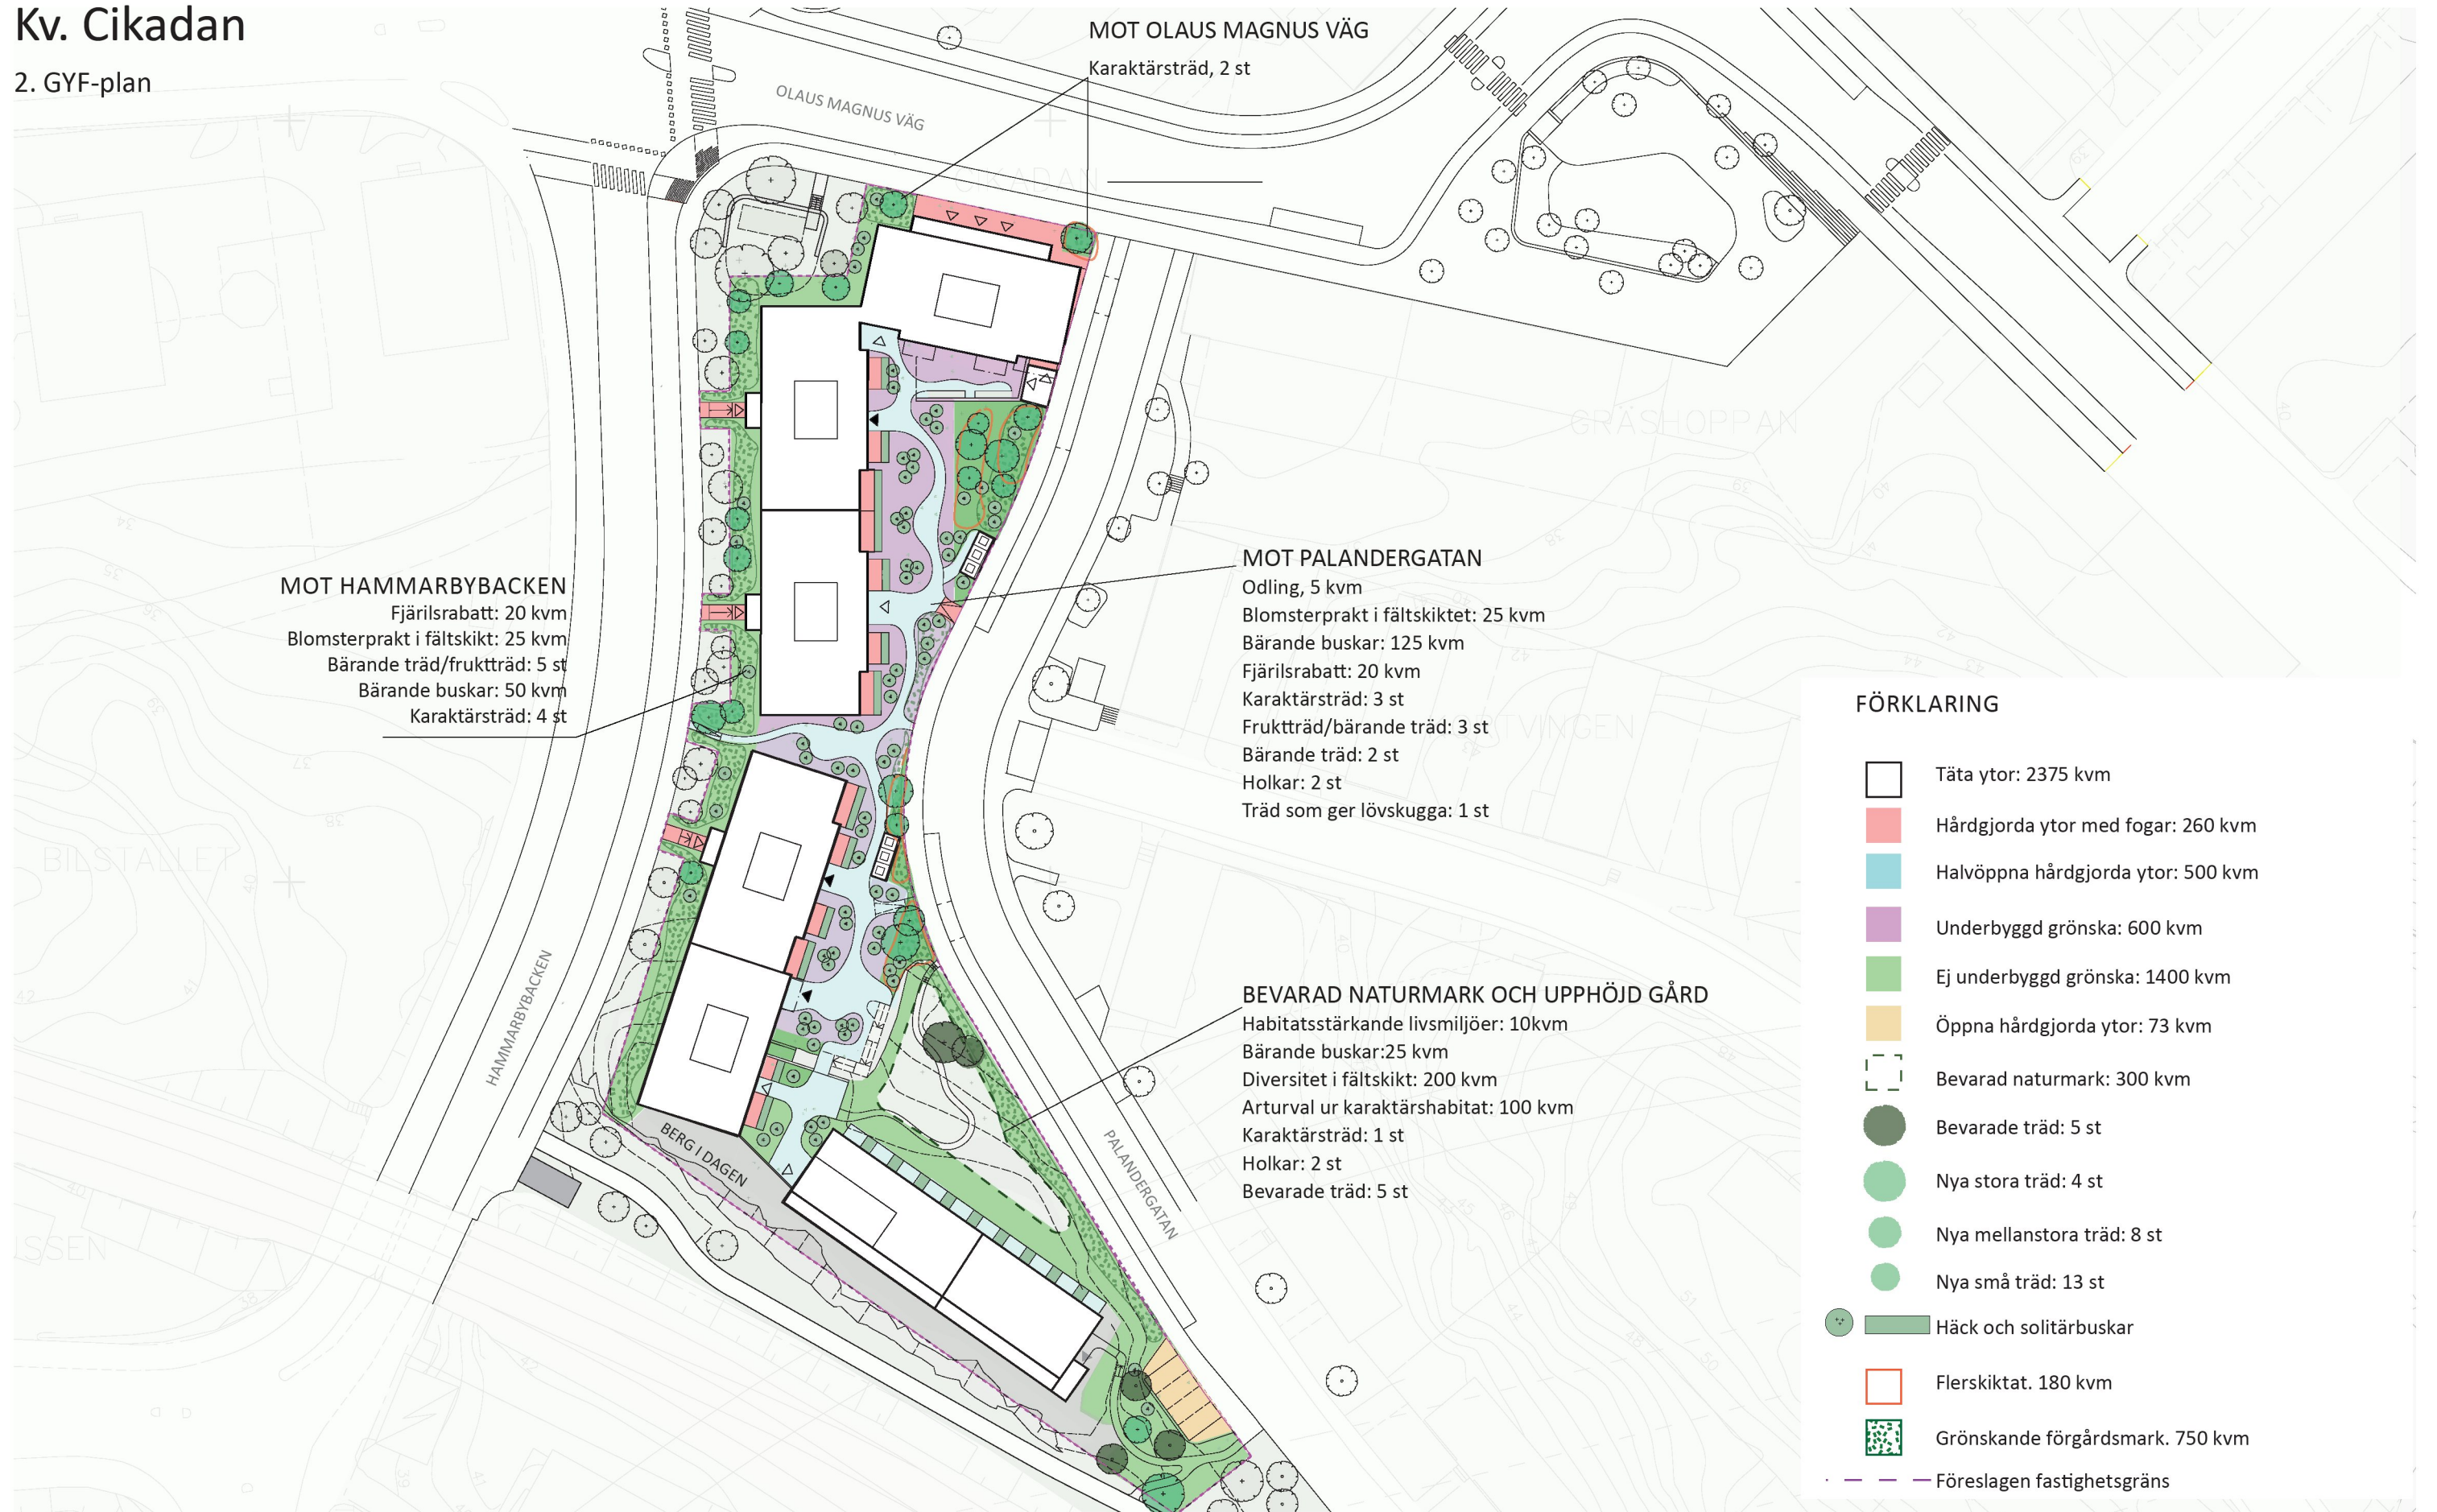 Kv. Cikadan
2. GYF-plan
MOT OLAUS MAGNUS VÄG
Karaktärsträd, 2 st
OLAUS MAGNUS VÄG
CIKADAN
GRÄSHOPPAN
MOT HAMMARBYBACKEN
Fjärilsrabatt: 20 kvm
Blomsterprakt i fältskikt: 25 kvm
Bärande träd/fruktträd: 5 st
Bärande buskar: 50 kvm
Karaktärsträd: 4 st
MOT PALANDERGATAN
Odling, 5 kvm
Blomsterprakt i fältskiktet: 25 kvm
Bärande buskar: 125 kvm
Fjärilsrabatt: 20 kvm
Karaktärsträd: 3 st
Fruktträd/bärande träd: 3 st
Bärande träd: 2 st
Holkar: 2 st
Träd som ger lövskugga: 1 st
TVINGEN
BILSTALLET
HAMMARBYBACKEN
BEVARAD NATURMARK OCH UPPHÖJD GÅRD
Habitatsstärkande livsmiljöer: 10kvm
Bärande buskar:25 kvm
Diversitet i fältskikt: 200 kvm
Arturval ur karaktärshabitat: 100 kvm
Karaktärsträd: 1 st
Holkar: 2 st
Bevarade träd: 5 st
BERG I DAGEN
PALANDERGATAN
SSEN
FÖRKLARING
Täta ytor: 2375 kvm
Hårdgjorda ytor med fogar: 260 kvm
Halvöppna hårdgjorda ytor: 500 kvm
Underbyggd grönska: 600 kvm
Ej underbyggd grönska: 1400 kvm
Öppna hårdgjorda ytor: 73 kvm
Bevarad naturmark: 300 kvm
Bevarade träd: 5 st
Nya stora träd: 4 st
Nya mellanstora träd: 8 st
Nya små träd: 13 st
Häck och solitärbuskar
Flerskiktat. 180 kvm
Grönskande förgårdsmark. 750 kvm
Föreslagen fastighetsgräns